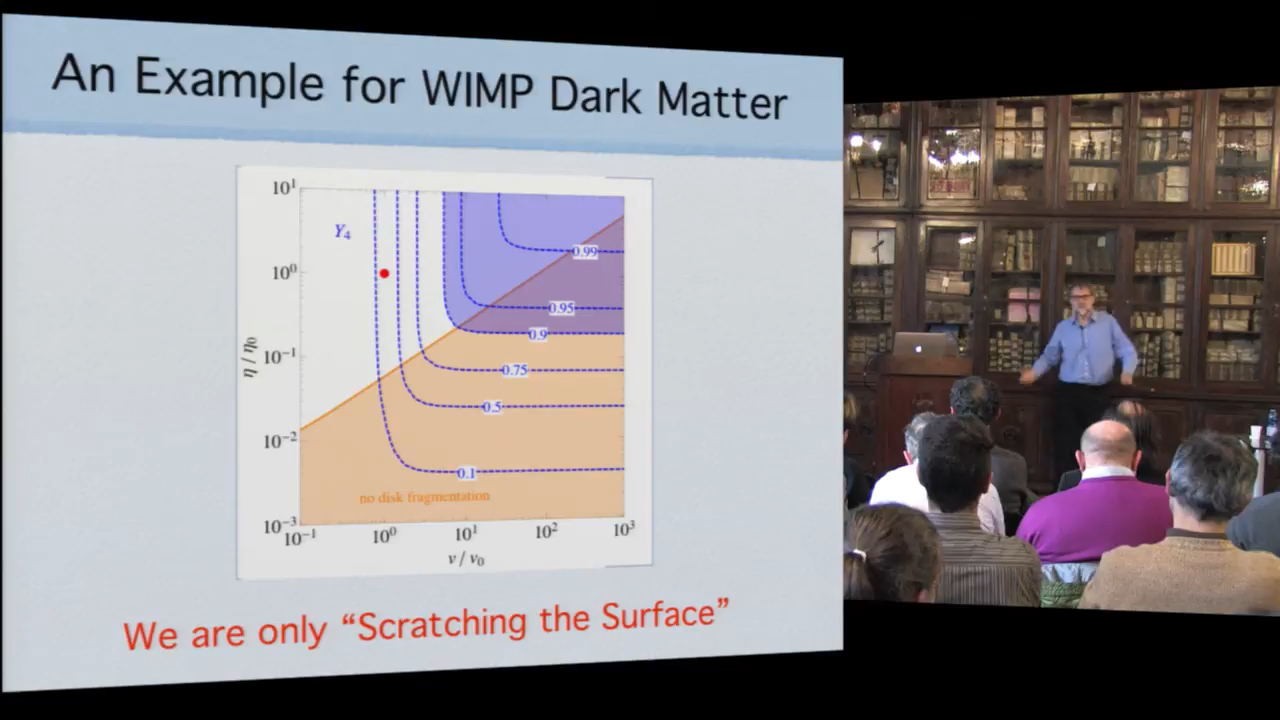 An Example for WIMP Dark Matter
10¹
Y₄
0.99
10⁰
0.95
0.9
η / η₀
10⁻¹
0.75
0.5
10⁻²
0.1
no disk fragmentation
10⁻³
10⁻¹ 10⁰ 10¹ 10² 10³
v / v₀
We are only “Scratching the Surface”